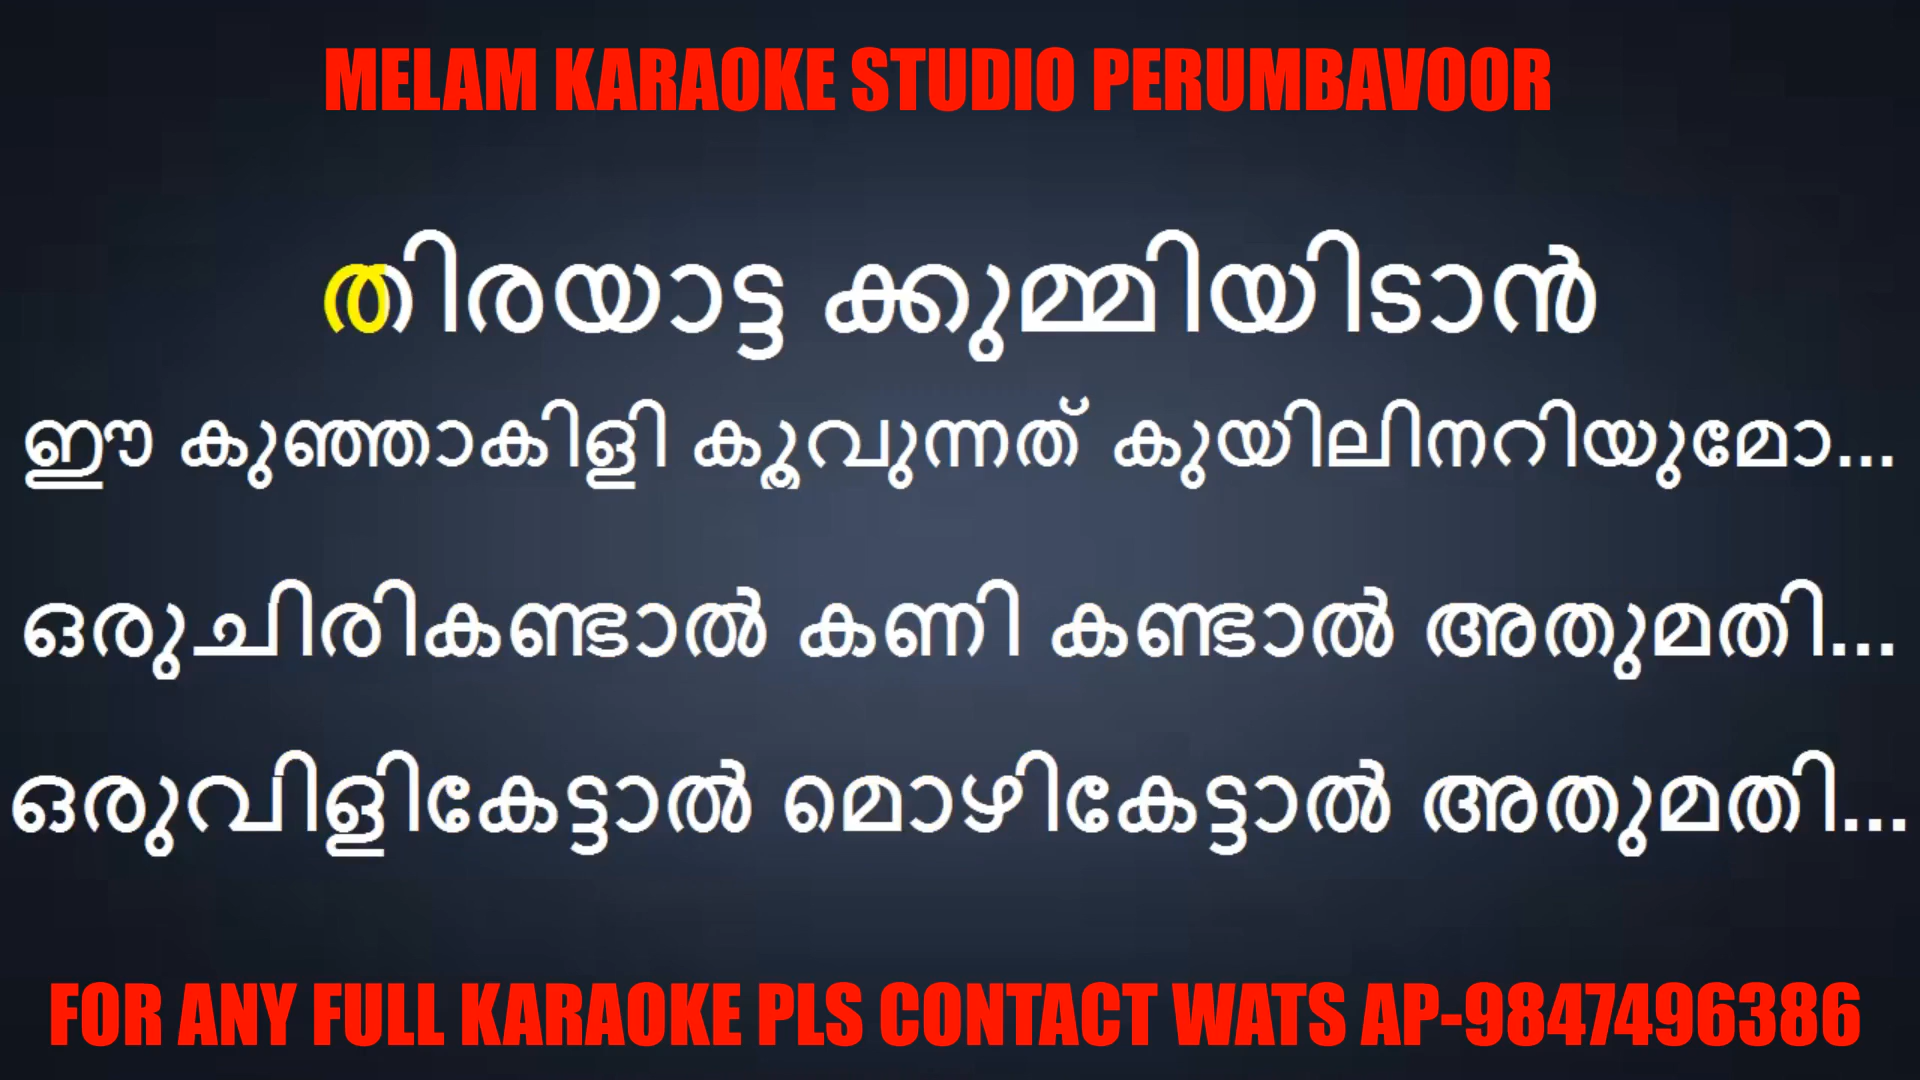 MELAM KARAOKE STUDIO PERUMBAVOOR
തിരയാട്ട ക്കുമ്മിയിടാൻ
ഈ കുഞ്ഞാകിളി കൂവുന്നത് കുയിലിനറിയുമോ...
ഒരുചിരികണ്ടാൽ കണി കണ്ടാൽ അതുമതി...
ഒരുവിളികേട്ടാൽ മൊഴികേട്ടാൽ അതുമതി...
FOR ANY FULL KARAOKE PLS CONTACT WATS AP-9847496386